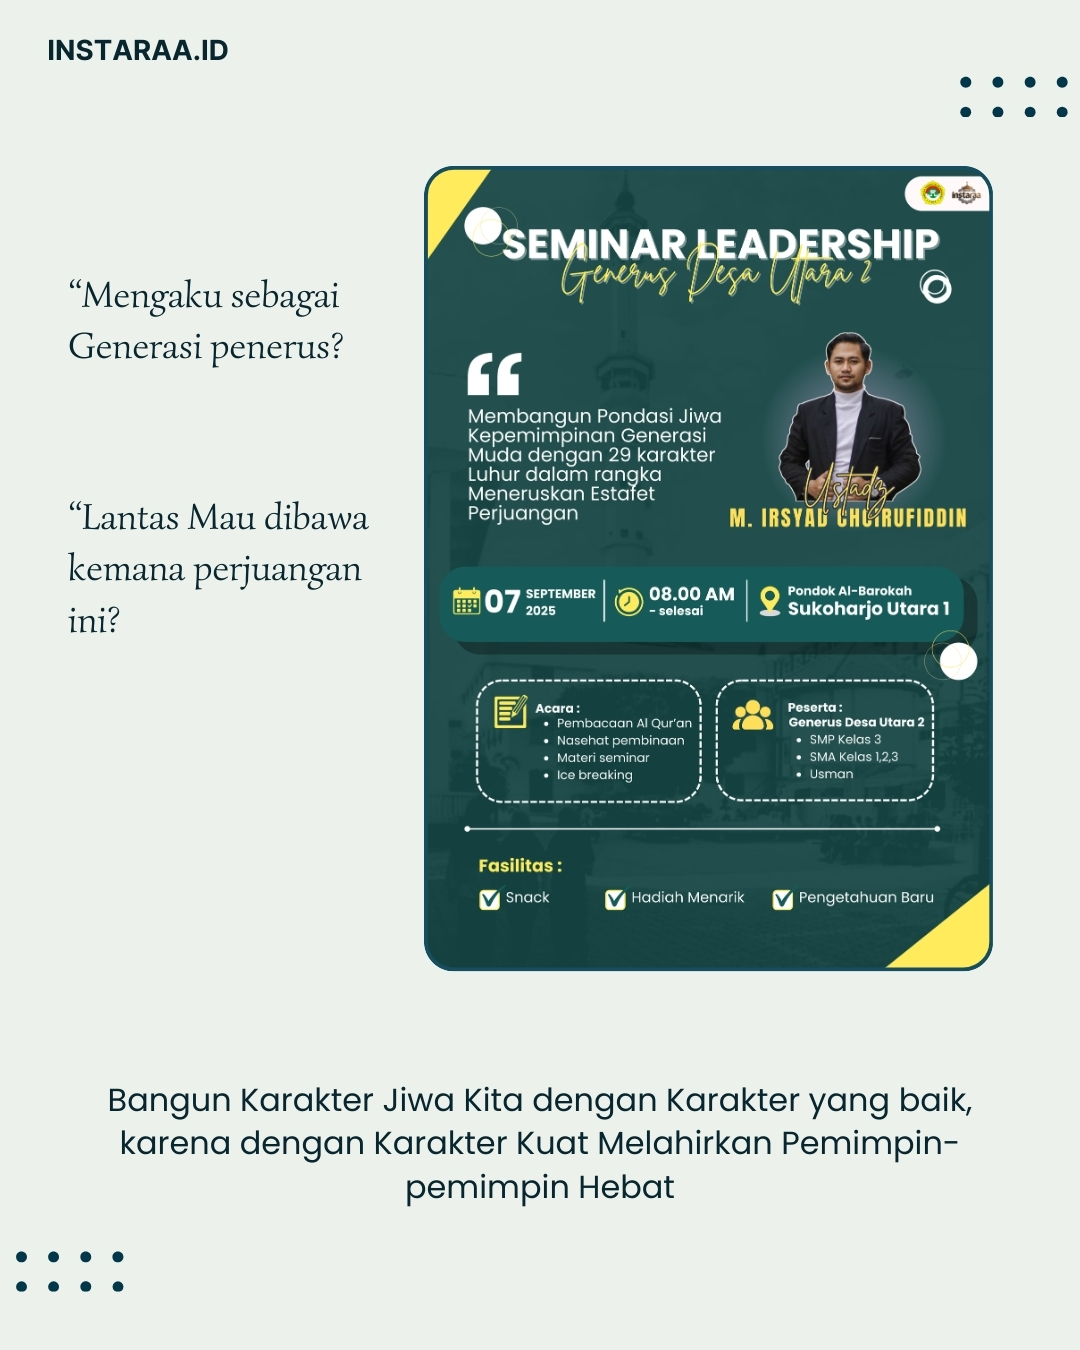 INSTARAA.ID
“Mengaku sebagai
Generasi penerus?
“Lantas Mau dibawa
kemana perjuangan
ini?
instaraa
SEMINAR LEADERSHIP
Generus Desa Utara 2
Membangun Pondasi Jiwa
Kepemimpinan Generasi
Muda dengan 29 karakter
Luhur dalam rangka
Meneruskan Estafet
Perjuangan
Ustadz
M. IRSYAD CHOIRUFIDDIN
07 SEPTEMBER
2025
08.00 AM
- selesai
Pondok Al-Barokah
Sukoharjo Utara 1
Acara :
• Pembacaan Al Qur’an
• Nasehat pembinaan
• Materi seminar
• Ice breaking
Peserta :
Generus Desa Utara 2
• SMP Kelas 3
• SMA Kelas 1,2,3
• Usman
Fasilitas :
Snack
Hadiah Menarik
Pengetahuan Baru
Bangun Karakter Jiwa Kita dengan Karakter yang baik,
karena dengan Karakter Kuat Melahirkan Pemimpin-
pemimpin Hebat